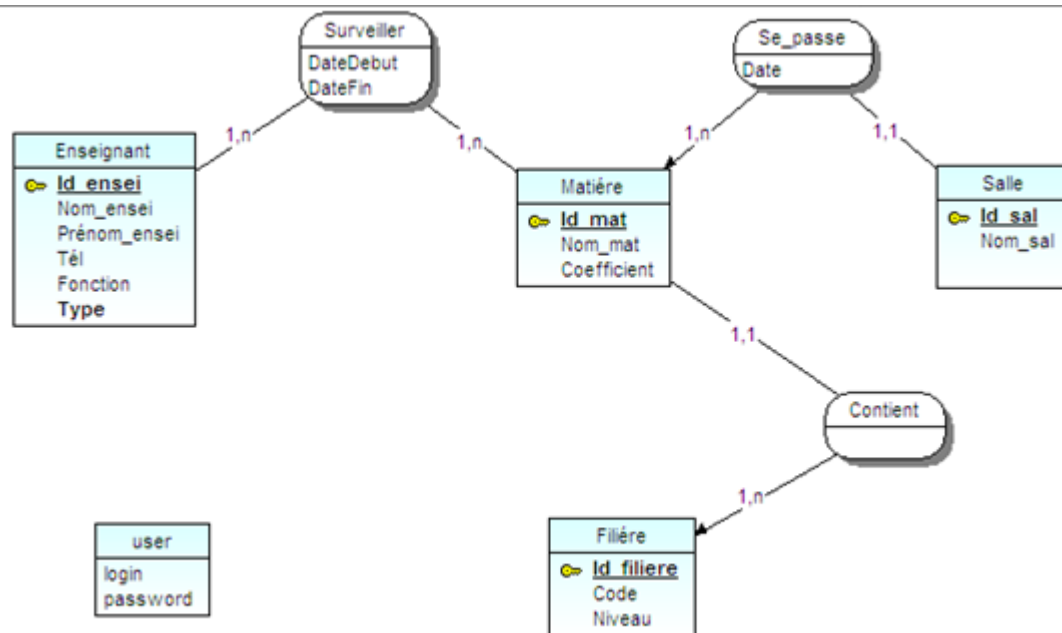 Surveiller
DateDebut
DateFin
Se_passe
Date
1,n
1,n
1,n
1,1
Enseignant
Id_ensei
Nom_ensei
Prénom_ensei
Tél
Fonction
Type
Matiére
Id_mat
Nom_mat
Coefficient
Salle
Id_sal
Nom_sal
1,1
Contient
1,n
user
login
password
Filiére
Id_filiere
Code
Niveau